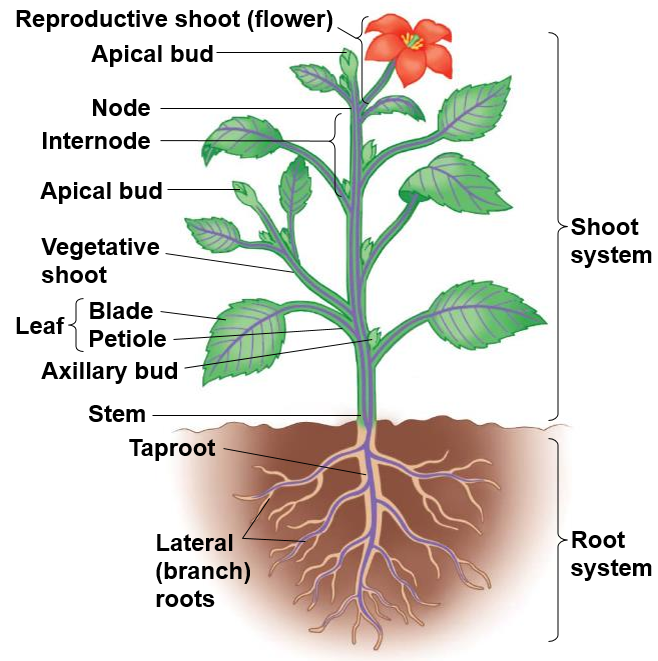 Reproductive shoot (flower)
Apical bud
Node
Internode
Apical bud
Vegetative
shoot
Leaf
Blade
Petiole
Axillary bud
Stem
Taproot
Lateral
(branch)
roots
Shoot
system
Root
system